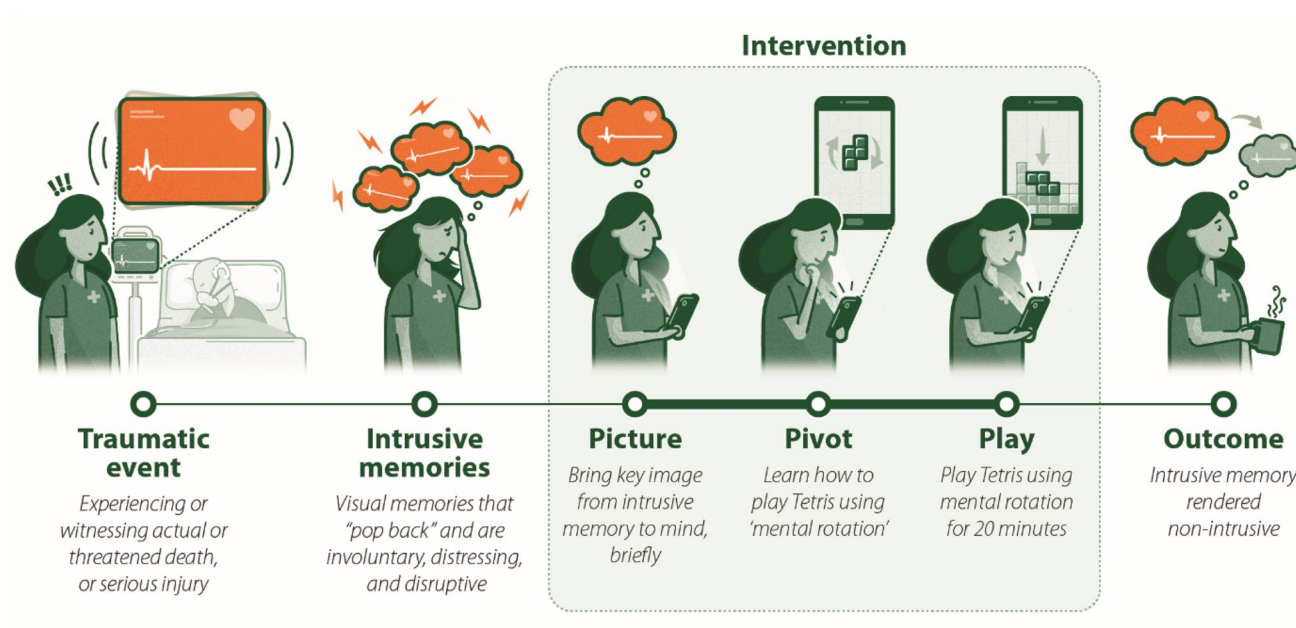 Intervention
!!!
Traumatic
event
Experiencing or
witnessing actual or
threatened death,
or serious injury
Intrusive
memories
Visual memories that
“pop back” and are
involuntary, distressing,
and disruptive
Picture
Bring key image
from intrusive
memory to mind,
briefly
Pivot
Learn how to
play Tetris using
‘mental rotation’
Play
Play Tetris using
mental rotation
for 20 minutes
Outcome
Intrusive memory
rendered
non-intrusive